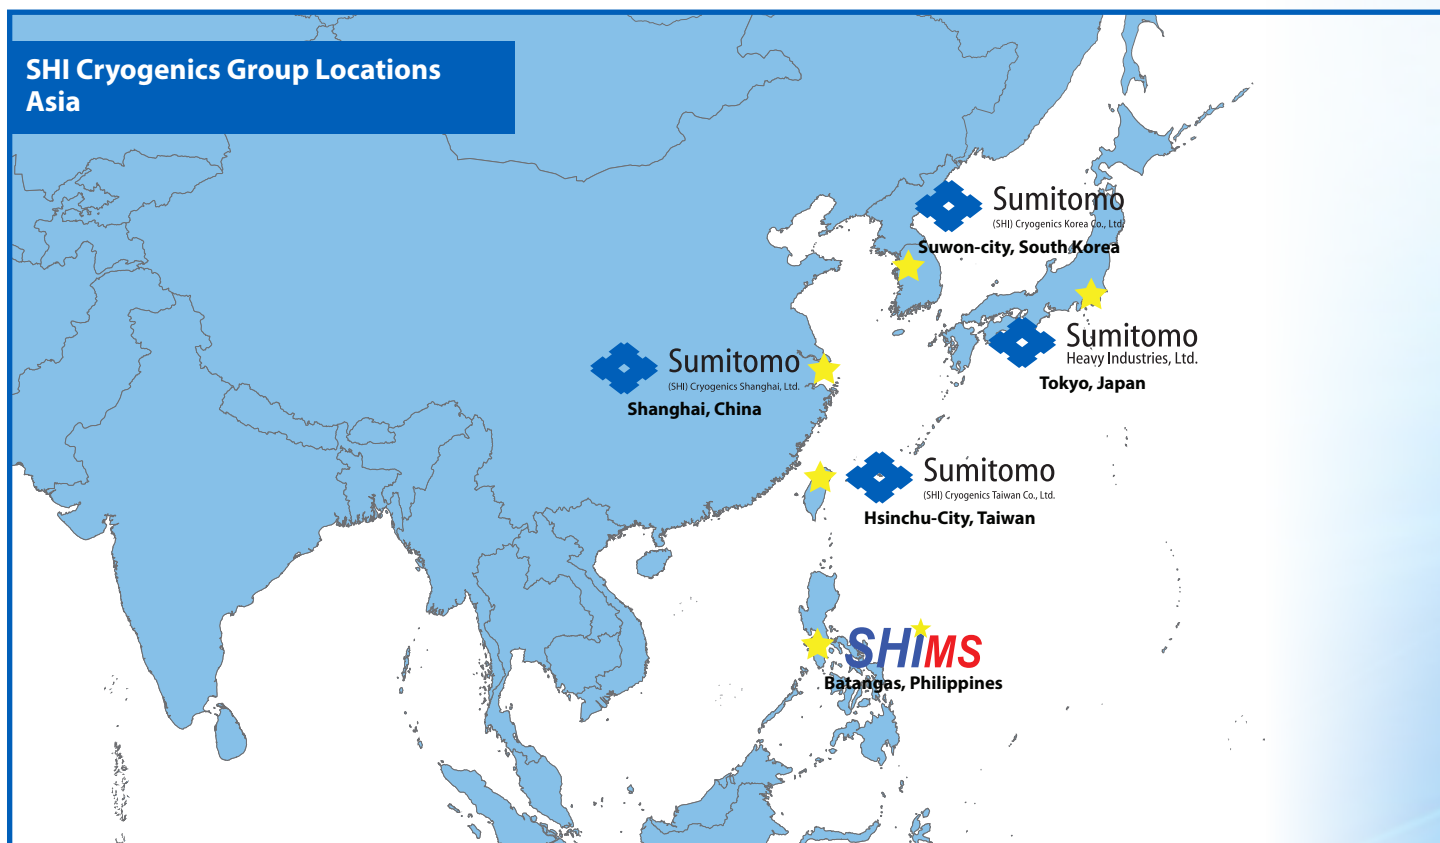 SHI Cryogenics Group Locations
Asia
Sumitomo
(SHI) Cryogenics Korea Co., Ltd.
Suwon-city, South Korea
Sumitomo
Heavy Industries, Ltd.
Tokyo, Japan
Sumitomo
(SHI) Cryogenics Shanghai, Ltd.
Shanghai, China
Sumitomo
(SHI) Cryogenics Taiwan Co., Ltd.
Hsinchu-City, Taiwan
SHIMS
Batangas, Philippines